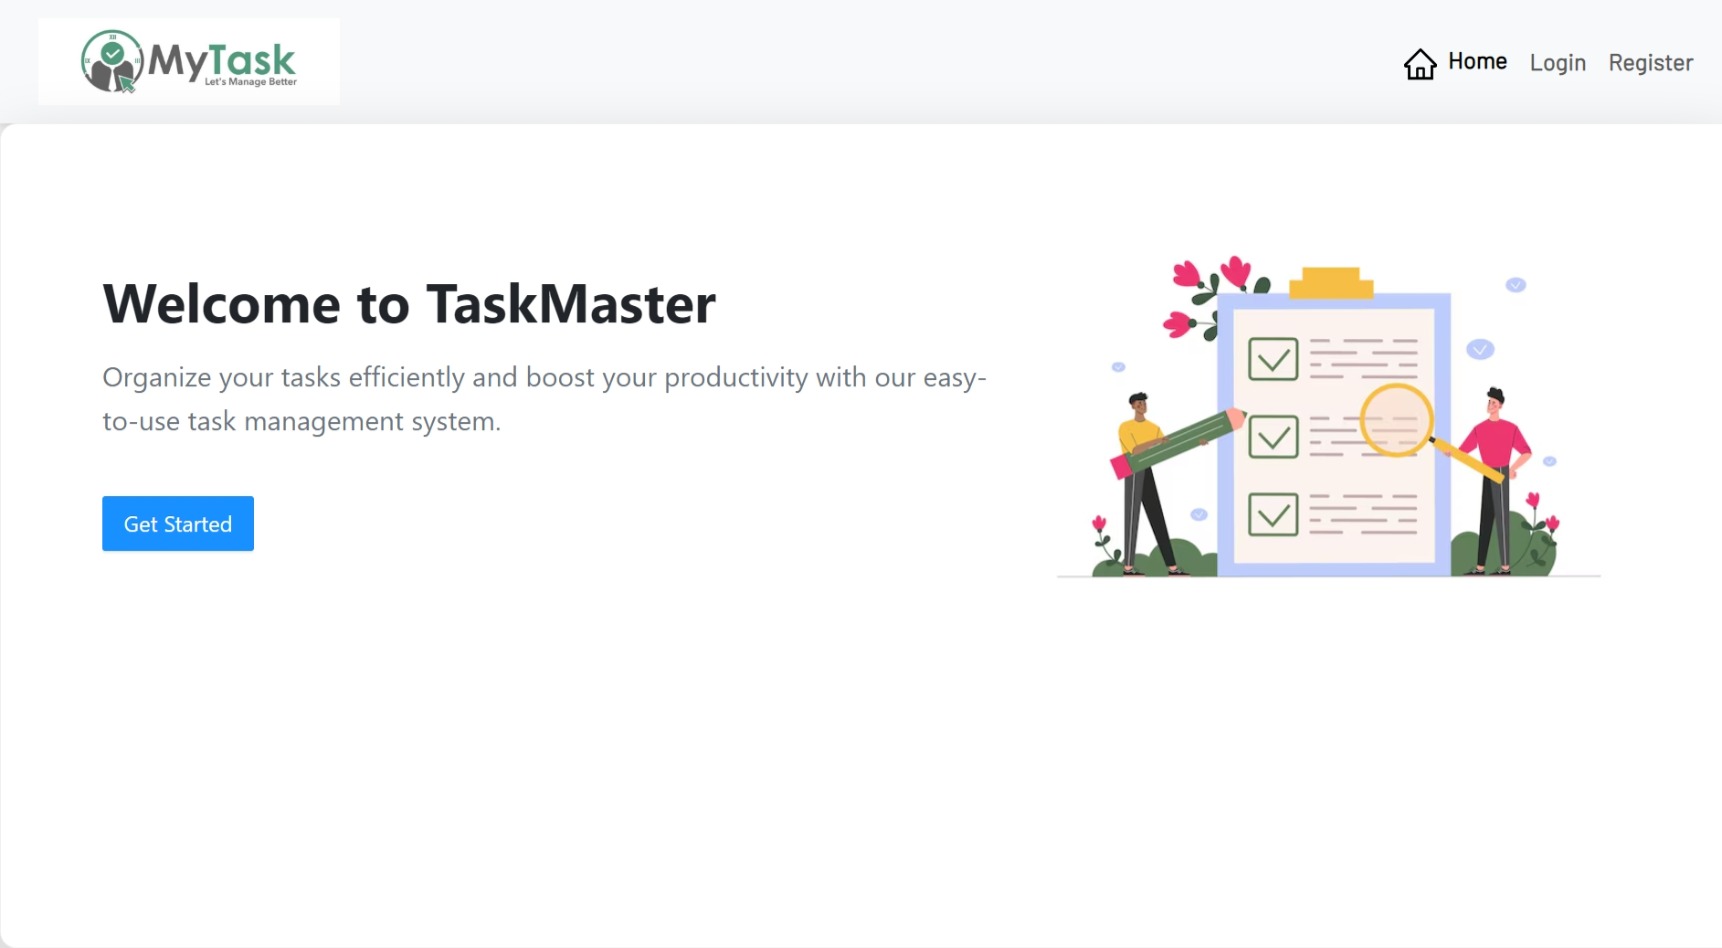 MyTask
Let's Manage Better
Home
Login
Register
Welcome to TaskMaster
Organize your tasks efficiently and boost your productivity with our easy-
to-use task management system.
Get Started